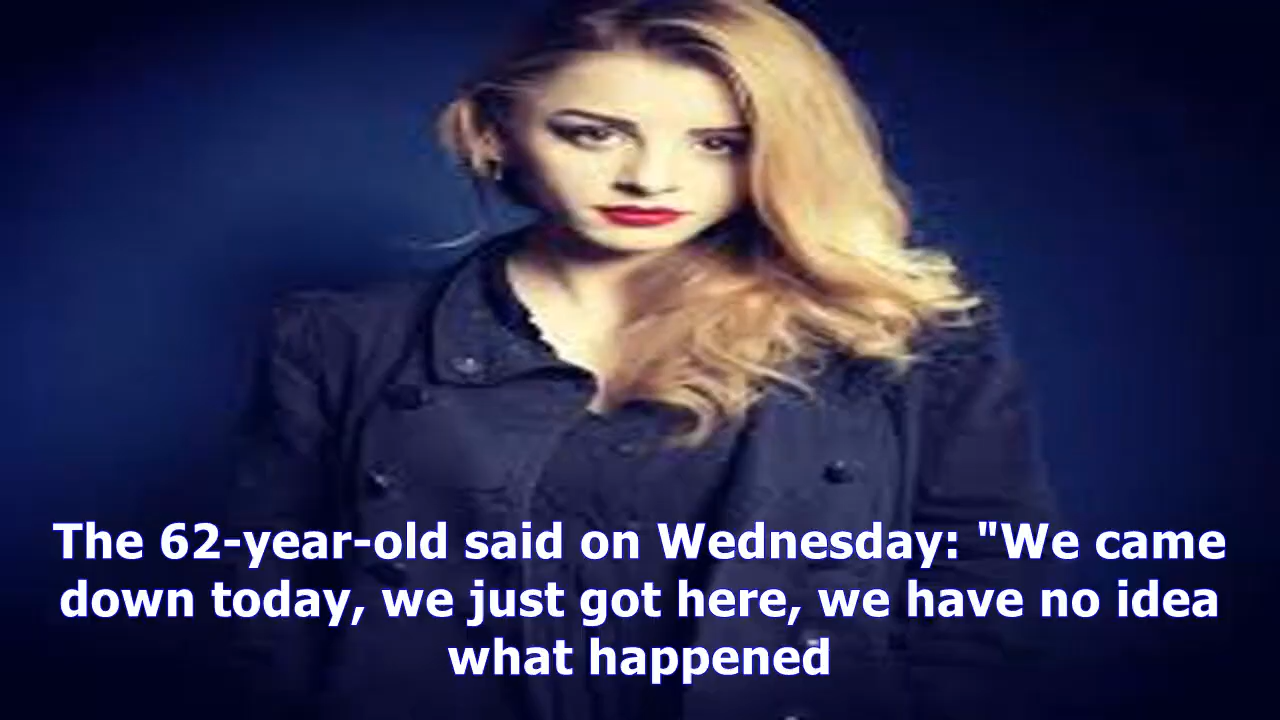 The 62-year-old said on Wednesday: "We came
down today, we just got here, we have no idea
what happened